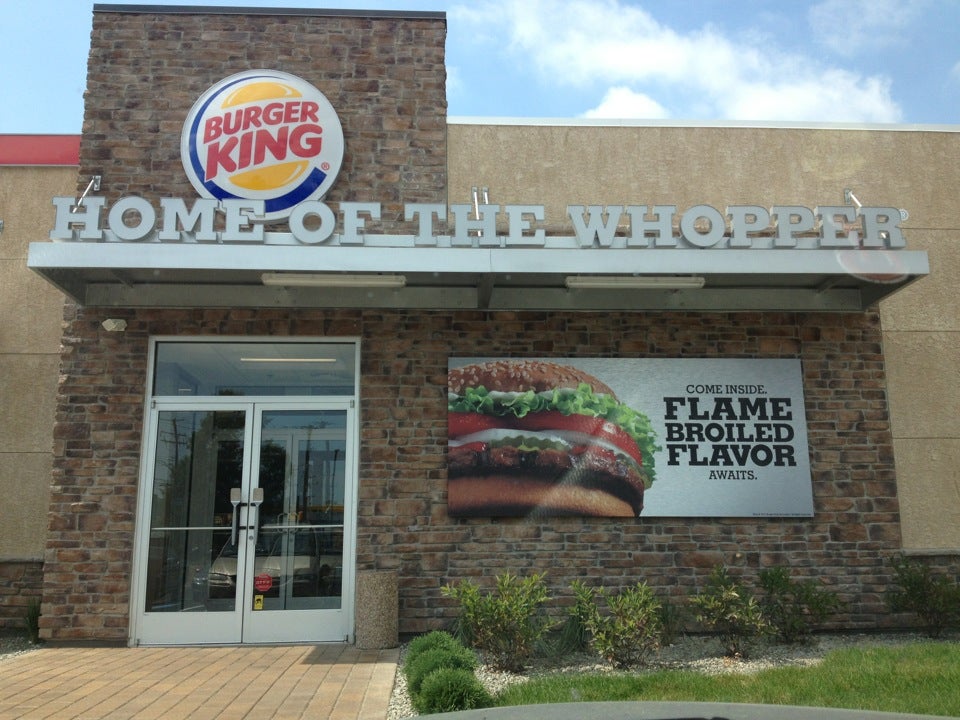 BURGER
KING®
HOME OF THE WHOPPER®
COME INSIDE.
FLAME
BROILED
FLAVOR
AWAITS.